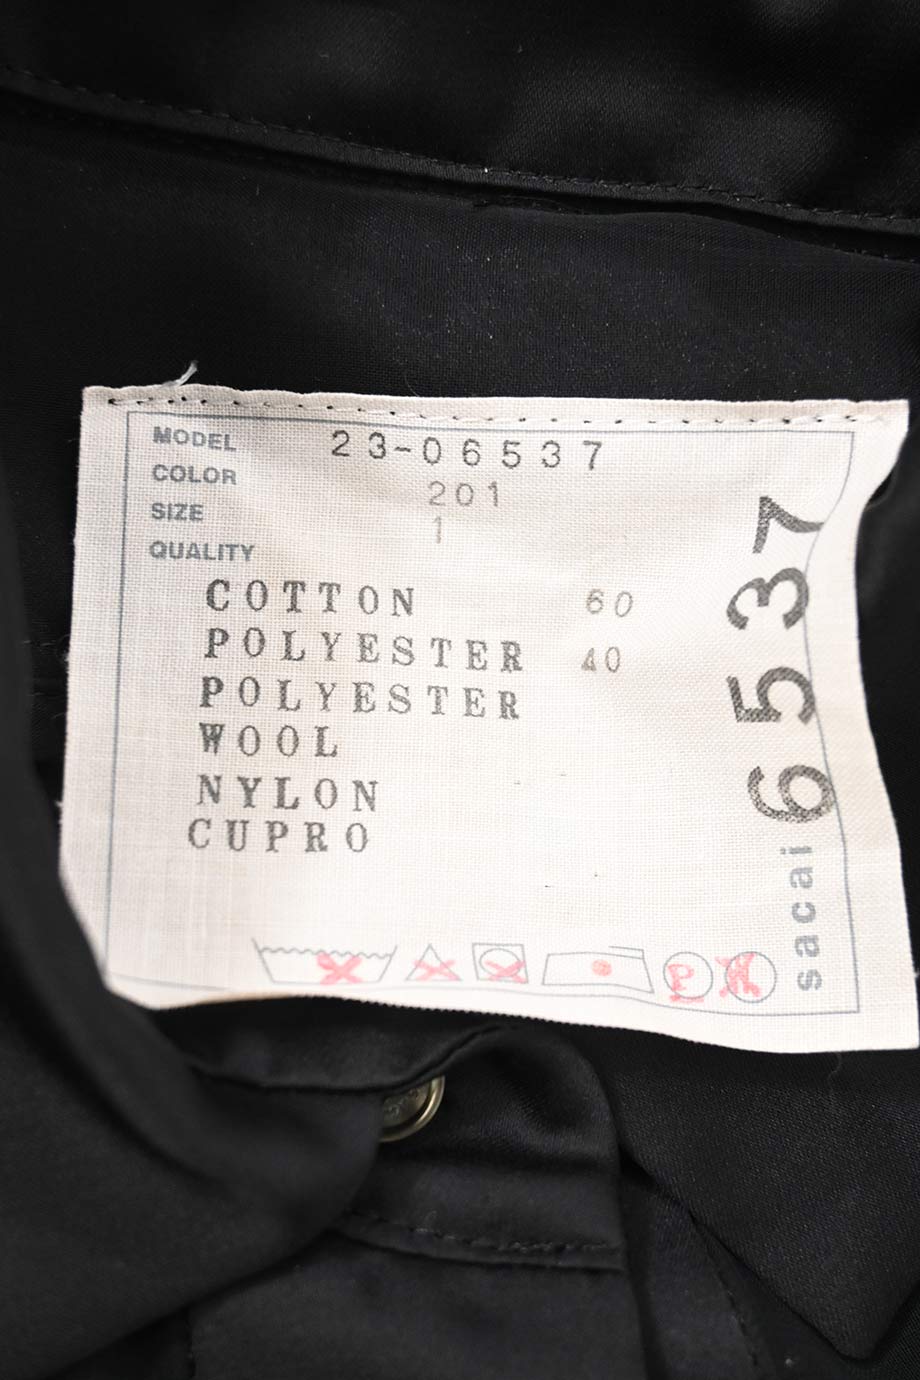 MODEL 23-06537
COLOR 201
SIZE 1
QUALITY
COTTON 60
POLYESTER 40
POLYESTER
WOOL
NYLON
CUPRO
P
sacai 6537